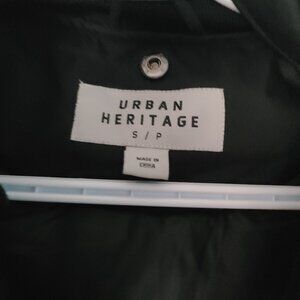 URBAN
HERITAGE
S / P
MADE IN
CHINA